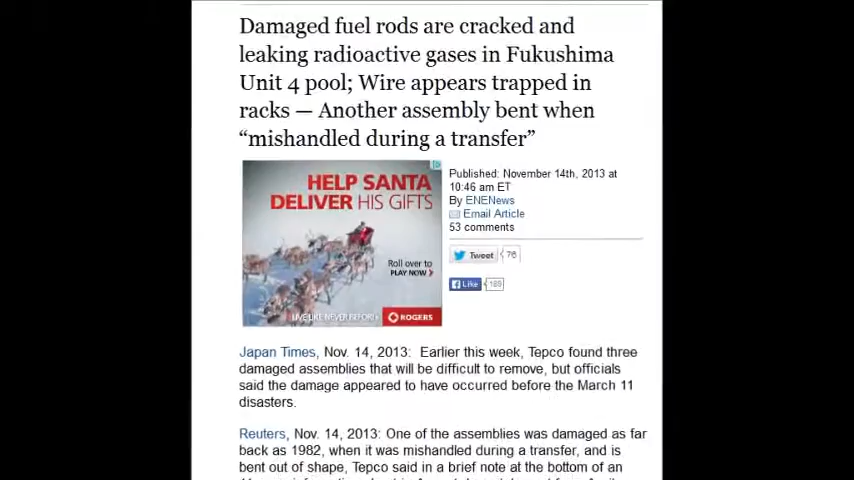 Damaged fuel rods are cracked and
leaking radioactive gases in Fukushima
Unit 4 pool; Wire appears trapped in
racks — Another assembly bent when
“mishandled during a transfer”
HELP SANTA
DELIVER HIS GIFTS
Roll over to
PLAY NOW >
LIVE LIKE NEVER BEFORE
ROGERS
Published: November 14th, 2013 at
10:46 am ET
By ENENews
Email Article
53 comments
Tweet 76
Like 169
Japan Times, Nov. 14, 2013: Earlier this week, Tepco found three
damaged assemblies that will be difficult to remove, but officials
said the damage appeared to have occurred before the March 11
disasters.
Reuters, Nov. 14, 2013: One of the assemblies was damaged as far
back as 1982, when it was mishandled during a transfer, and is
bent out of shape, Tepco said in a brief note at the bottom of an